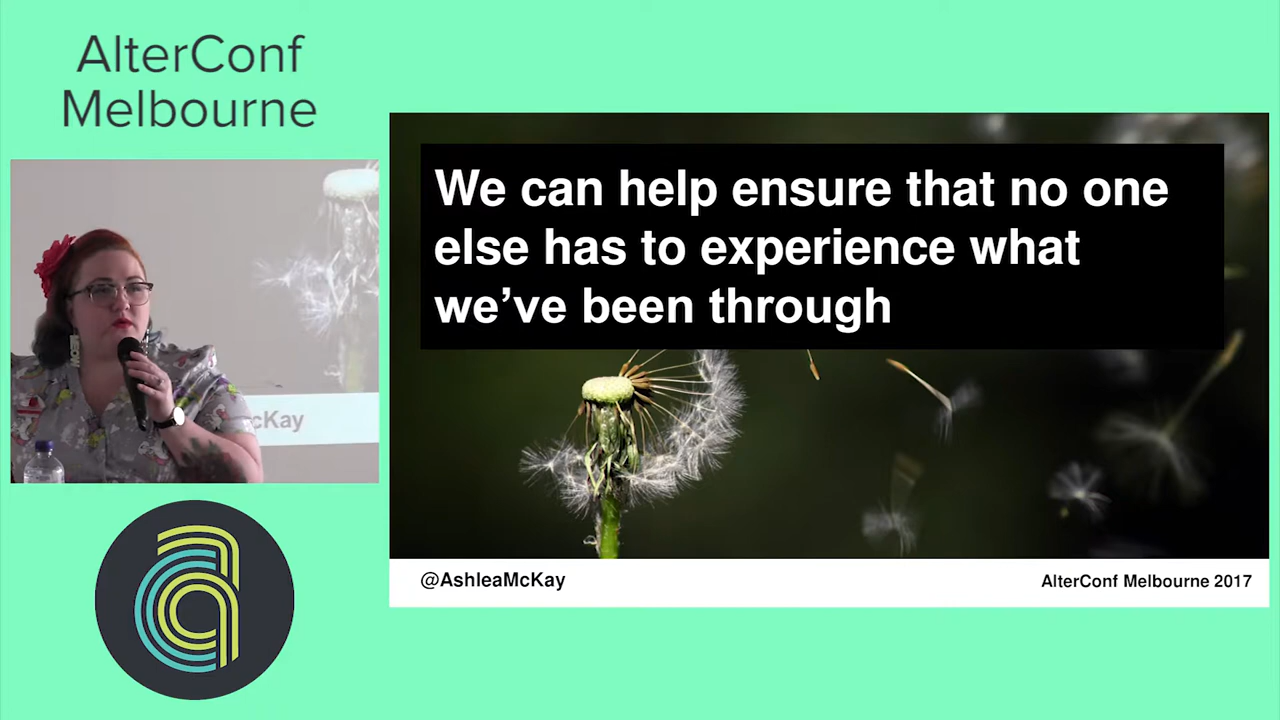 AlterConf
Melbourne
cKay
We can help ensure that no one
else has to experience what
we've been through
@AshleaMcKay
AlterConf Melbourne 2017